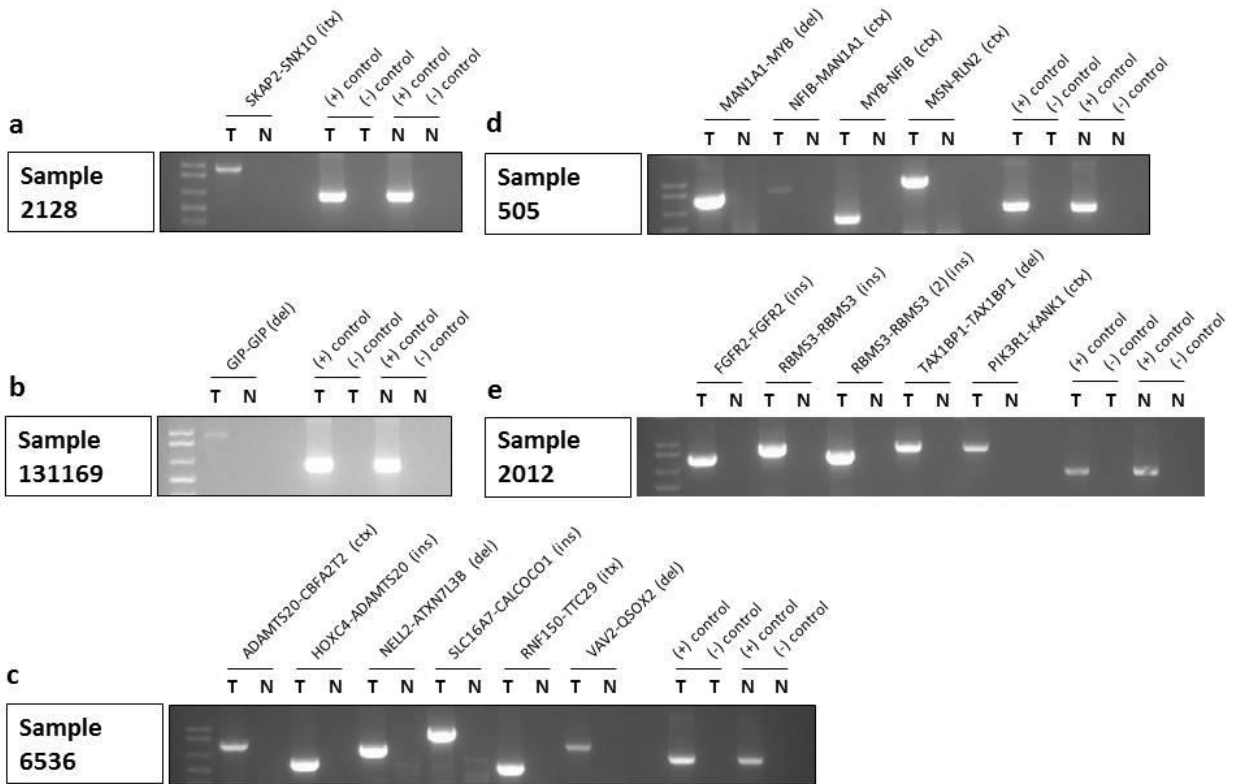 a
SKAP2-SNX10 (itx)
(+) control
(-) control
(+) control
(-) control
T N T T N N
Sample
2128
b
GIP-GIP (del)
(+) control
(-) control
(+) control
(-) control
T N T T N N
Sample
131169
c
ADAMTS20-CBFA2T2 (ctx)
HOXC4-ADAMTS20 (ins)
NELL2-ATXN7L3B (del)
SLC16A7-CALCOCO1 (ins)
RNF150-TTC29 (itx)
VAV2-QSOX2 (del)
(+) control
(-) control
(+) control
(-) control
T N T N T N T N T N T N T T N N
Sample
6536
d
MAN1A1-MYB (del)
NFIB-MAN1A1 (ctx)
MYB-NFIB (ctx)
MSN-RLN2 (ctx)
(+) control
(-) control
(+) control
(-) control
T N T N T N T N T T N N
Sample
505
e
FGFR2-FGFR2 (ins)
RBMS3-RBMS3 (ins)
RBMS3-RBMS3 (2)(ins)
TAX1BP1-TAX1BP1 (del)
PIK3R1-KANK1 (ctx)
(+) control
(-) control
(+) control
(-) control
T N T N T N T N T N T T N N
Sample
2012